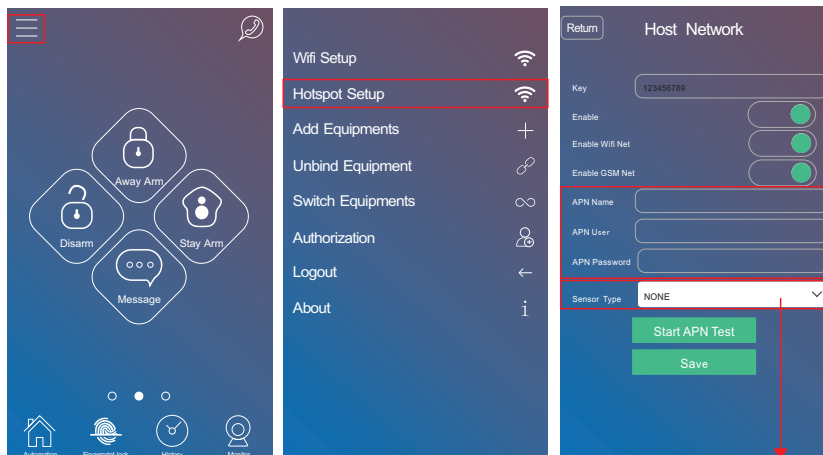 Away Arm
Disarm
Stay Arm
Message
Automation
Fingerprint lock
History
Monitor
Wifi Setup
Hotspot Setup
Add Equipments
Unbind Equipment
Switch Equipments
Authorization
Logout
About
Return
Host Network
Key 123456789
Enable
Enable Wifi Net
Enable GSM Net
APN Name
APN User
APN Password
Sensor Type NONE
Start APN Test
Save